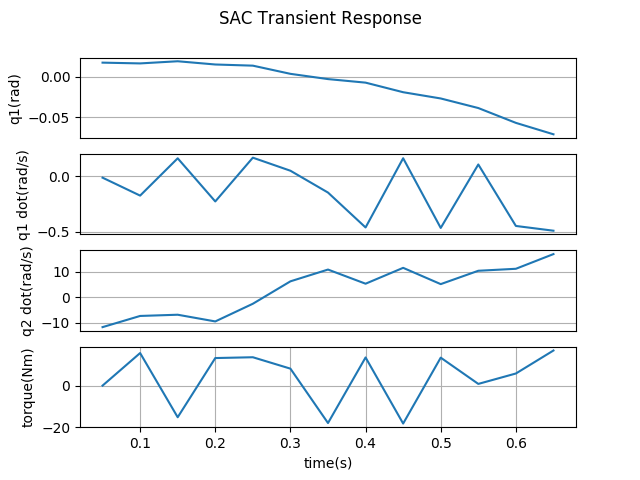 SAC Transient Response
q1(rad)
0.00
−0.05
q1 dot(rad/s)
0.0
−0.5
q2 dot(rad/s)
10
0
−10
torque(Nm)
0
−20
0.1 0.2 0.3 0.4 0.5 0.6
time(s)